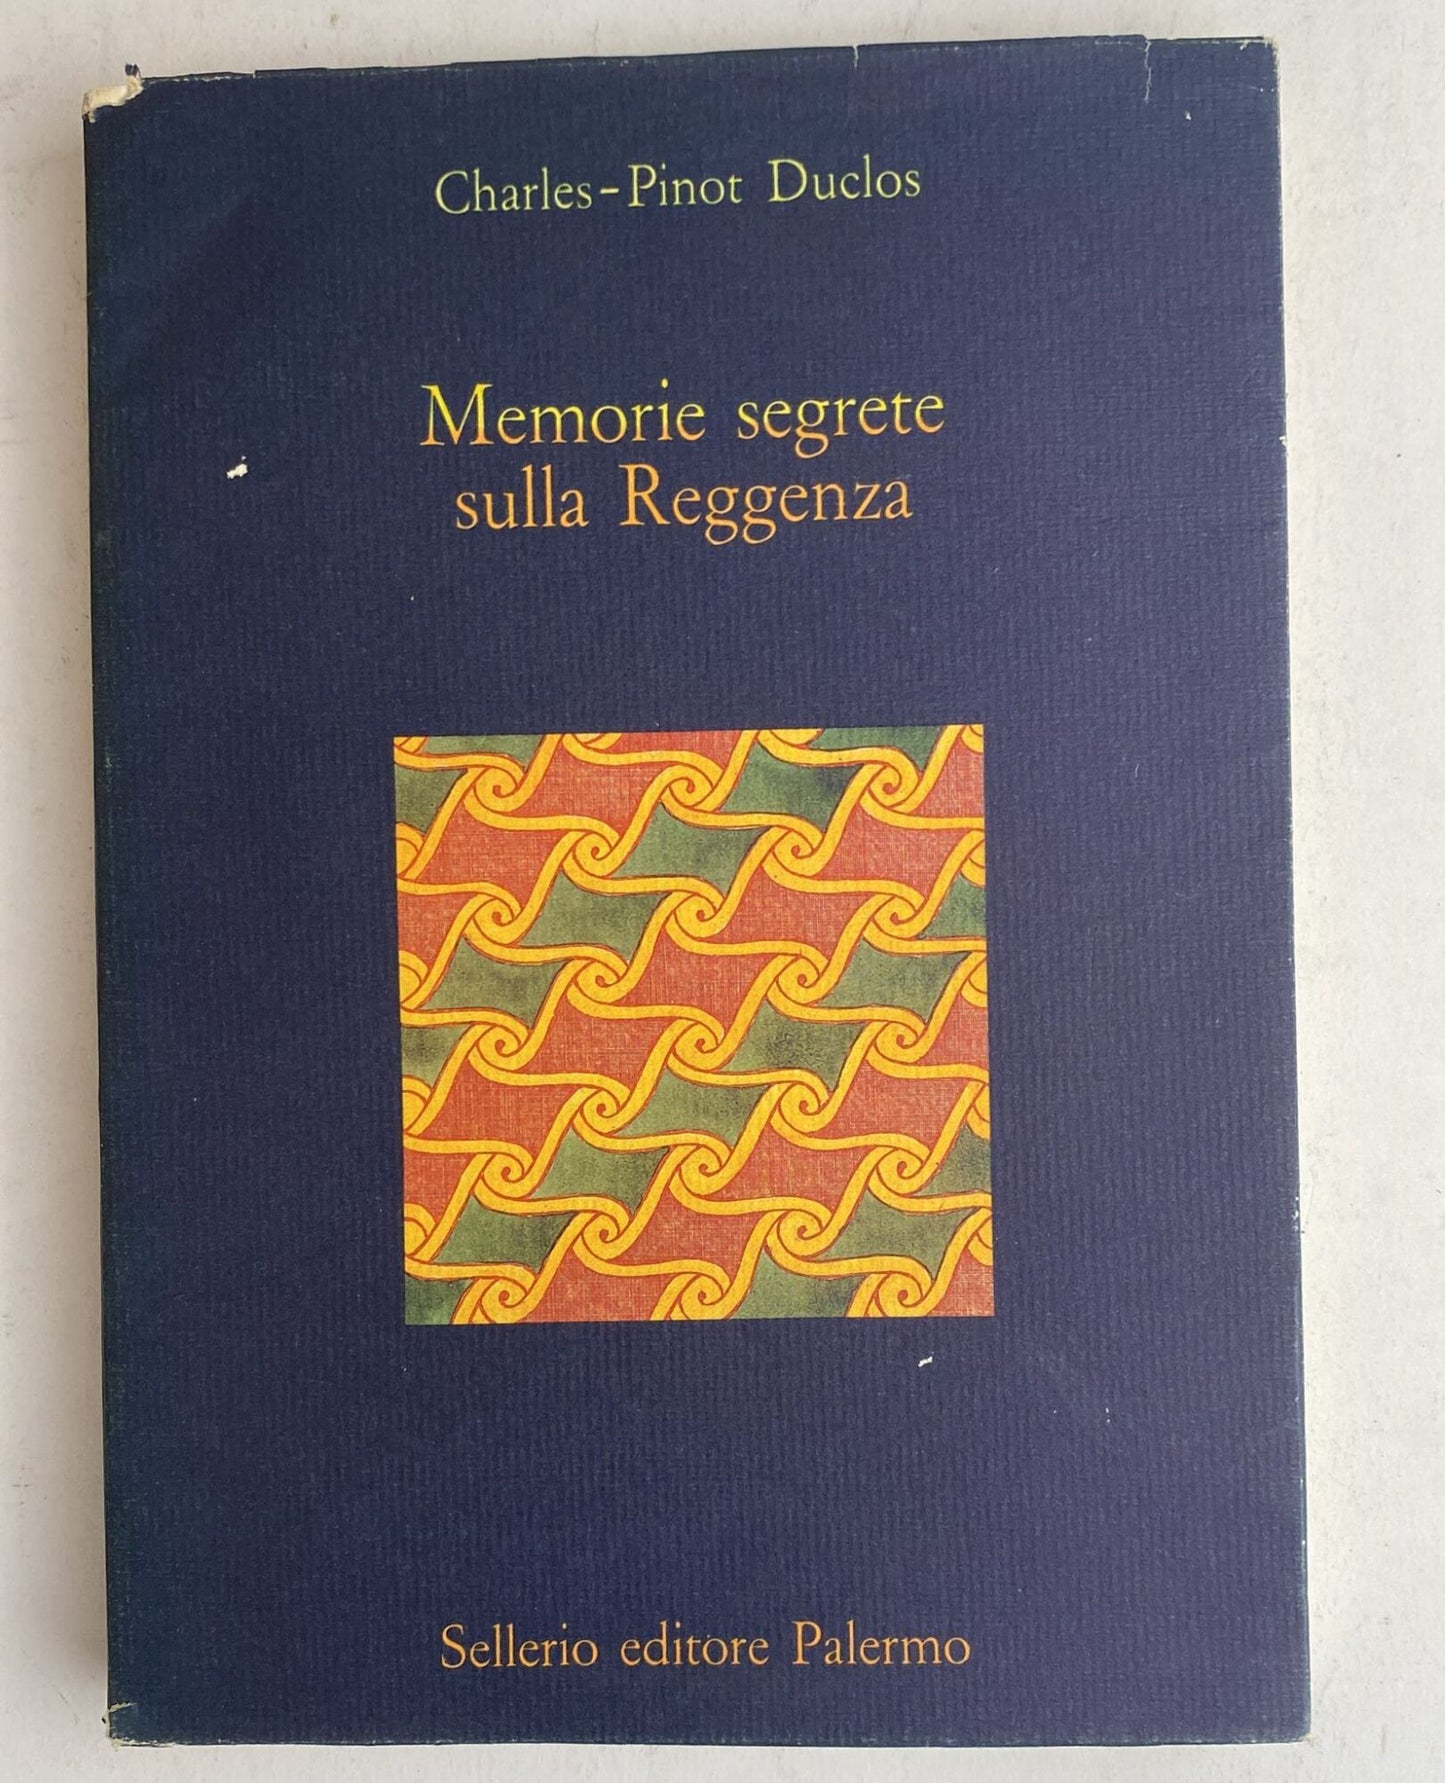 Charles-Pinot Duclos
Memorie segrete
sulla Reggenza
Sellerio editore Palermo